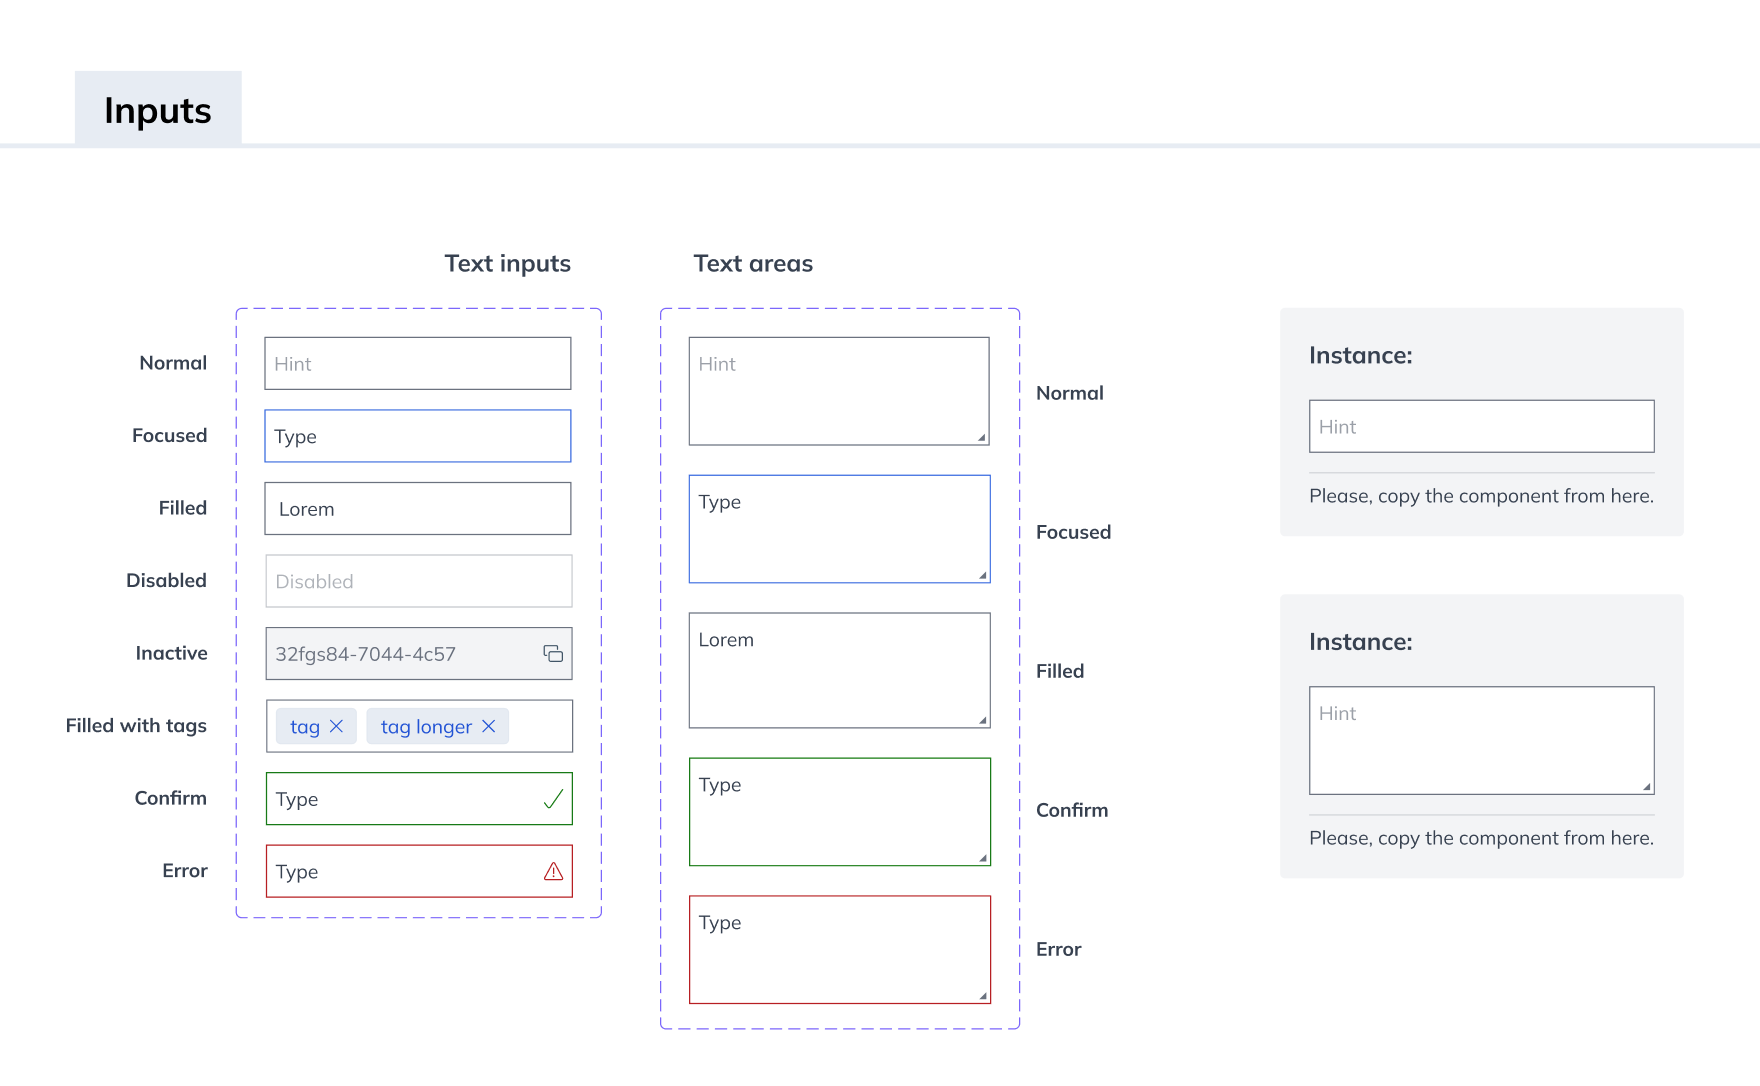 Inputs
Text inputs
Normal
Hint
Focused
Type
Filled
Lorem
Disabled
Disabled
Inactive
32fgs84-7044-4c57
Filled with tags
tag
tag longer
Confirm
Type
Error
Type
Text areas
Hint
Normal
Type
Focused
Lorem
Filled
Type
Confirm
Type
Error
Instance:
Hint
Please, copy the component from here.
Instance:
Hint
Please, copy the component from here.